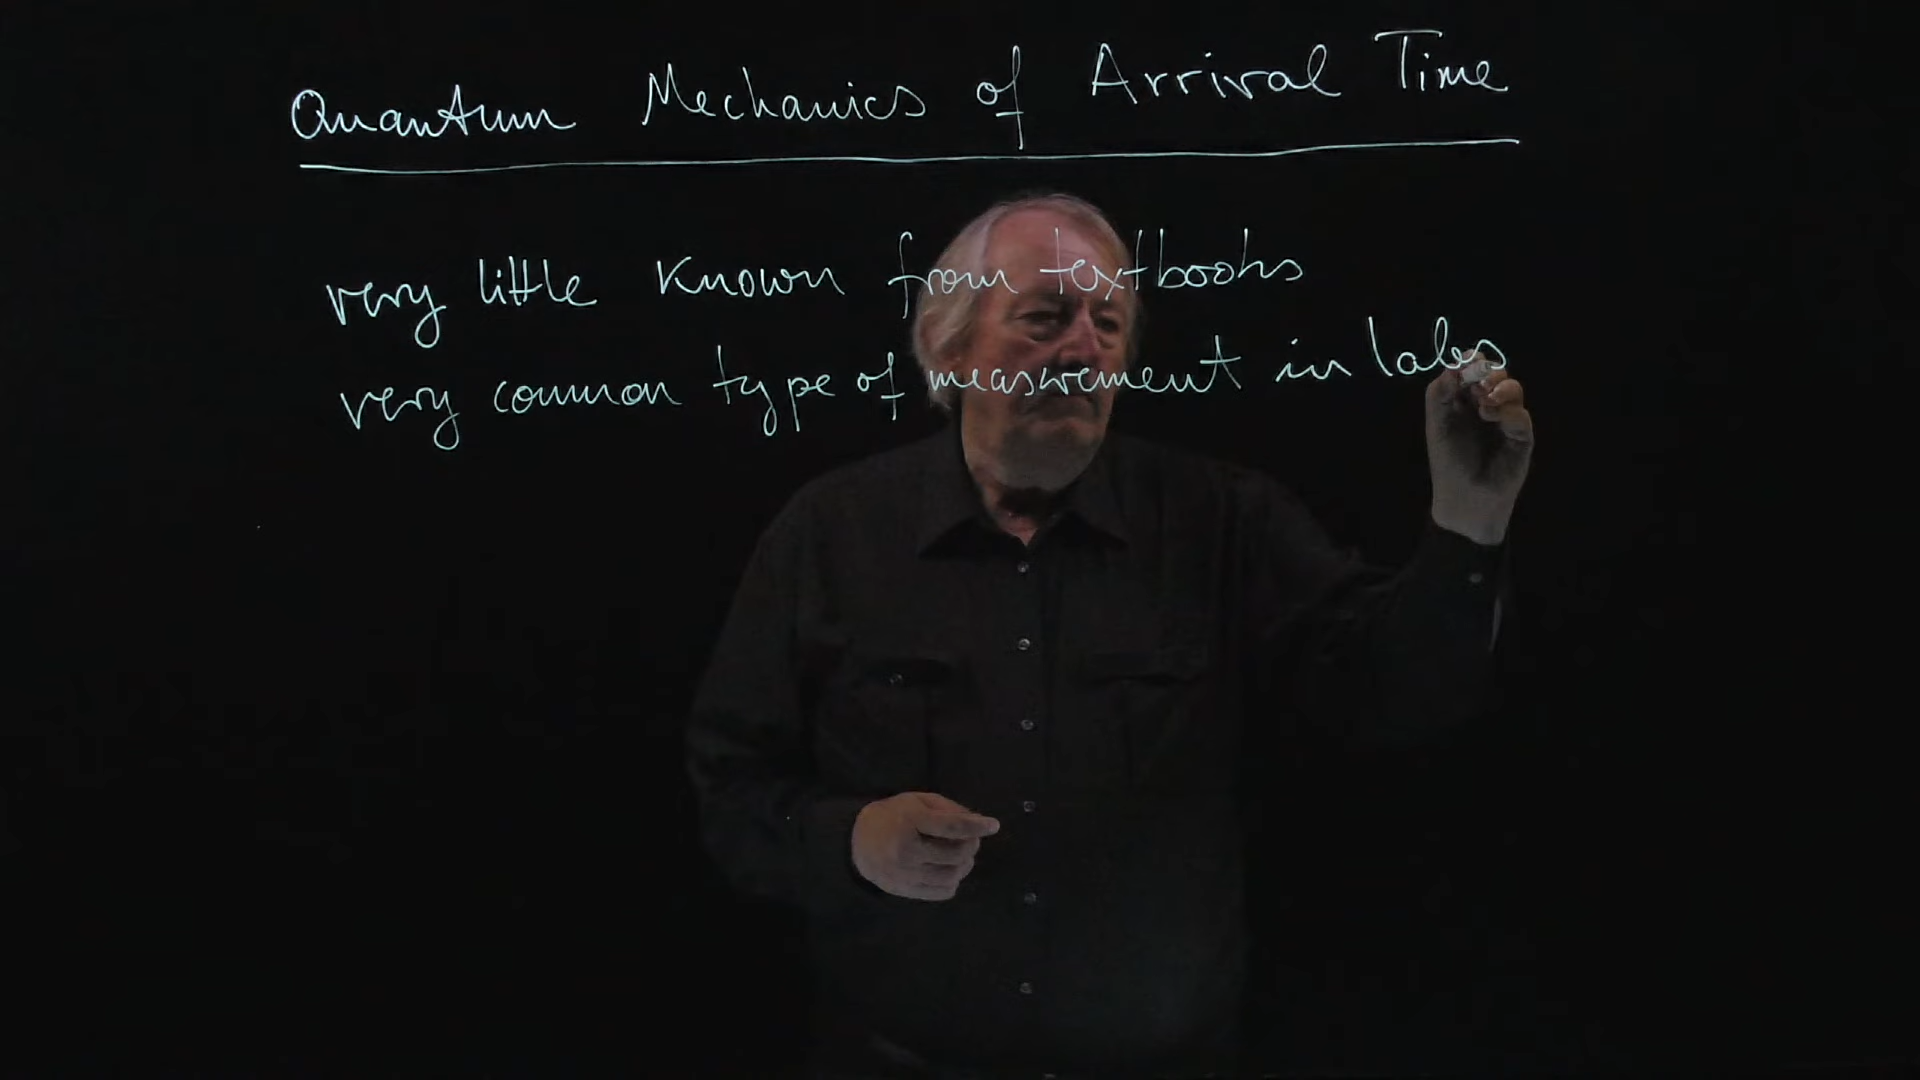 Quantum Mechanics of Arrival Time
very little known from textbooks
very common type of measurement in labs